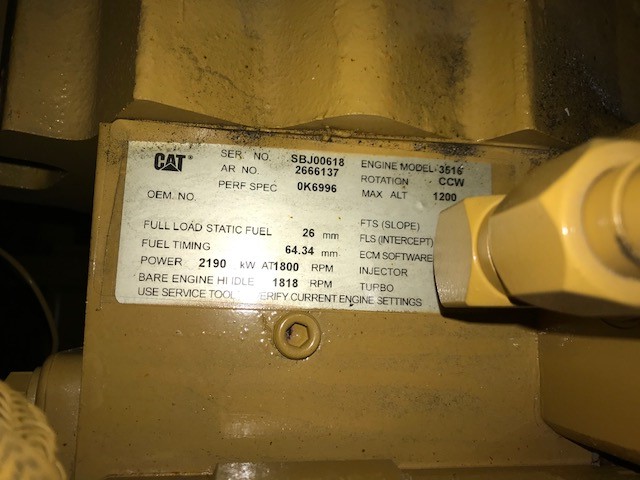 CAT
SER. NO. SBJ00618 ENGINE MODEL 3516
AR NO. 2666137 ROTATION CCW
PERF SPEC 0K6996 MAX ALT 1200
OEM. NO.
FULL LOAD STATIC FUEL 26 mm FTS (SLOPE)
FUEL TIMING 64.34 mm FLS (INTERCEPT)
POWER 2190 kW AT 1800 RPM ECM SOFTWARE
BARE ENGINE HI IDLE 1818 RPM INJECTOR
TURBO
USE SERVICE TOOL VERIFY CURRENT ENGINE SETTINGS